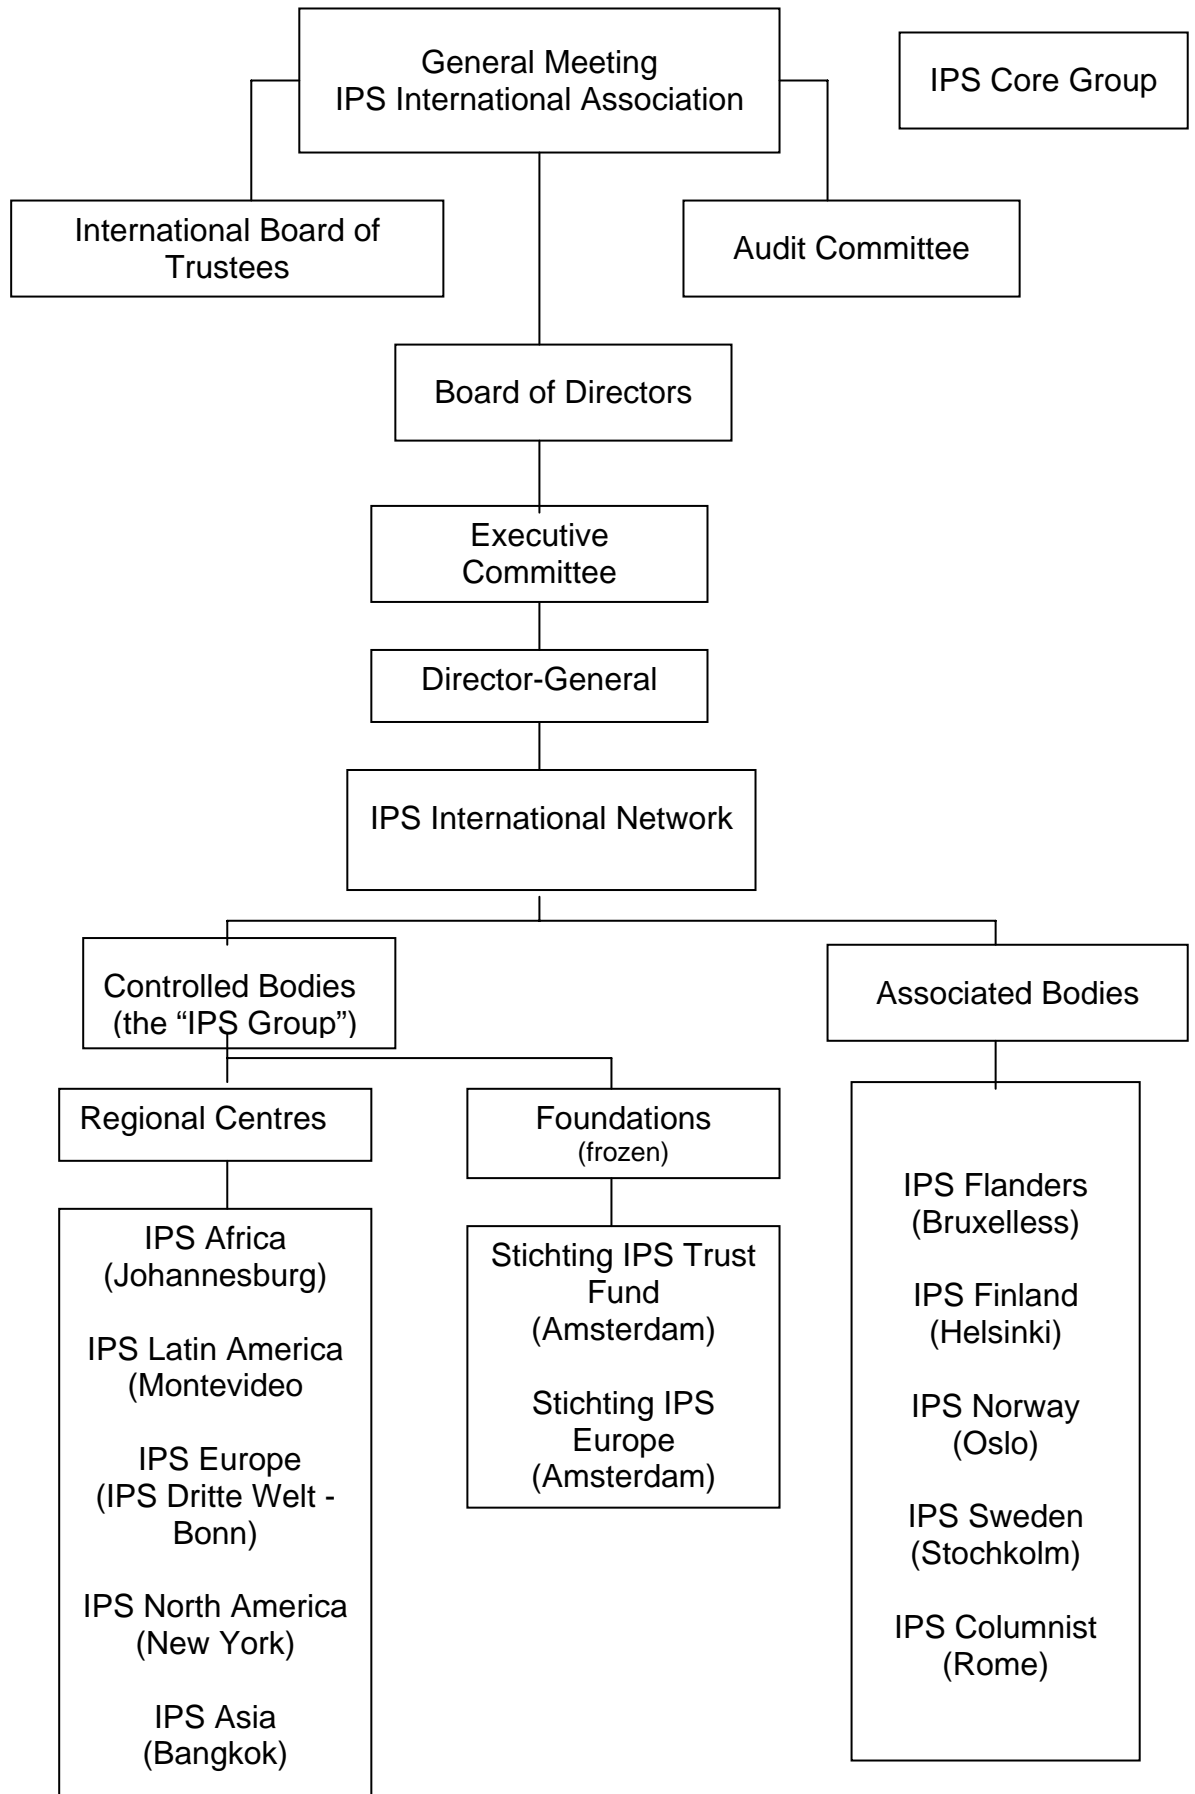 General Meeting
IPS International Association
IPS Core Group
International Board of
Trustees
Audit Committee
Board of Directors
Executive
Committee
Director-General
IPS International Network
Controlled Bodies
(the “IPS Group”)
Associated Bodies
Regional Centres
Foundations
(frozen)
IPS Africa
(Johannesburg)
IPS Latin America
(Montevideo
IPS Europe
(IPS Dritte Welt -
Bonn)
IPS North America
(New York)
IPS Asia
(Bangkok)
Stichting IPS Trust
Fund
(Amsterdam)
Stichting IPS
Europe
(Amsterdam)
IPS Flanders
(Bruxelless)
IPS Finland
(Helsinki)
IPS Norway
(Oslo)
IPS Sweden
(Stochkolm)
IPS Columnist
(Rome)